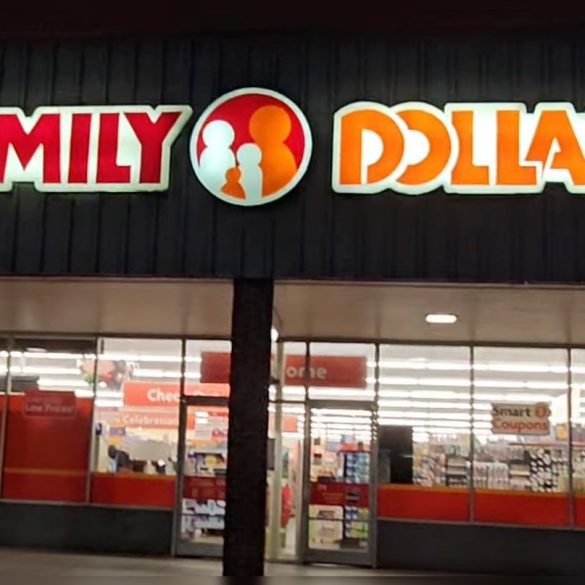 MILY DOLLA
ome
Chec
Celebration
Low Prices!
Smart
Coupons